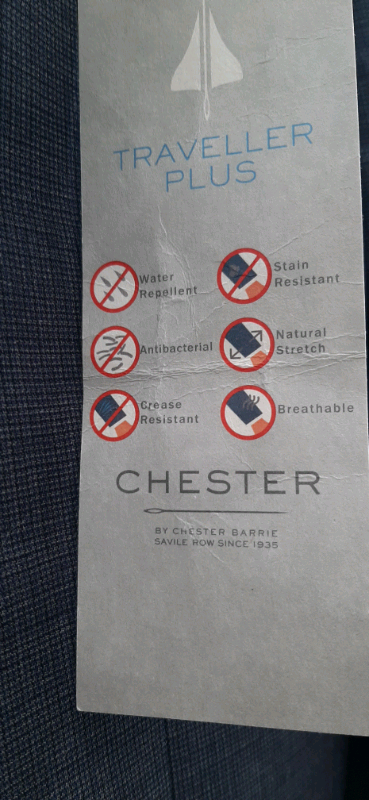 TRAVELLER
PLUS
Water
Repellent
Stain
Resistant
Antibacterial
Natural
Stretch
Crease
Resistant
Breathable
CHESTER
BY CHESTER BARRIE
SAVILE ROW SINCE 1935